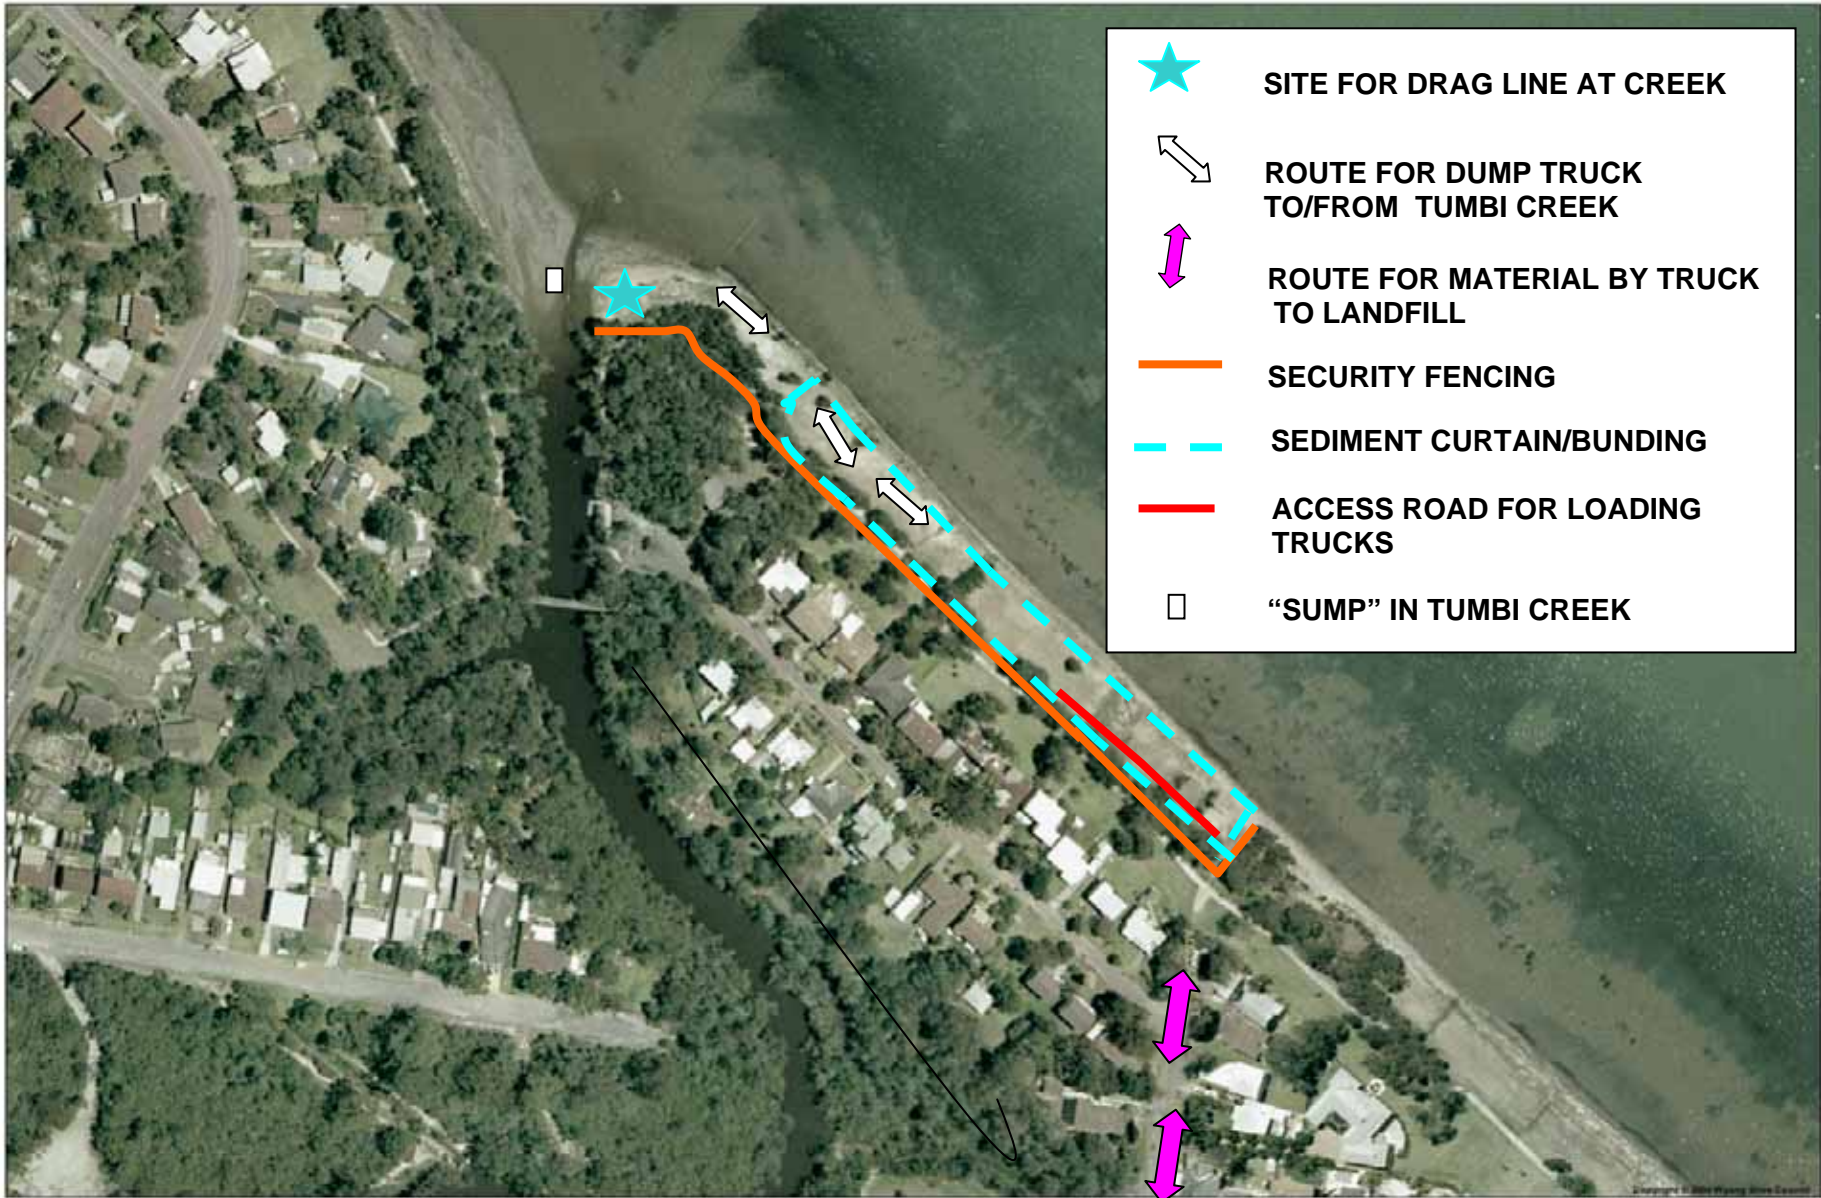 SITE FOR DRAG LINE AT CREEK
ROUTE FOR DUMP TRUCK
TO/FROM TUMBI CREEK
ROUTE FOR MATERIAL BY TRUCK
TO LANDFILL
SECURITY FENCING
SEDIMENT CURTAIN/BUNDING
ACCESS ROAD FOR LOADING
TRUCKS
“SUMP” IN TUMBI CREEK